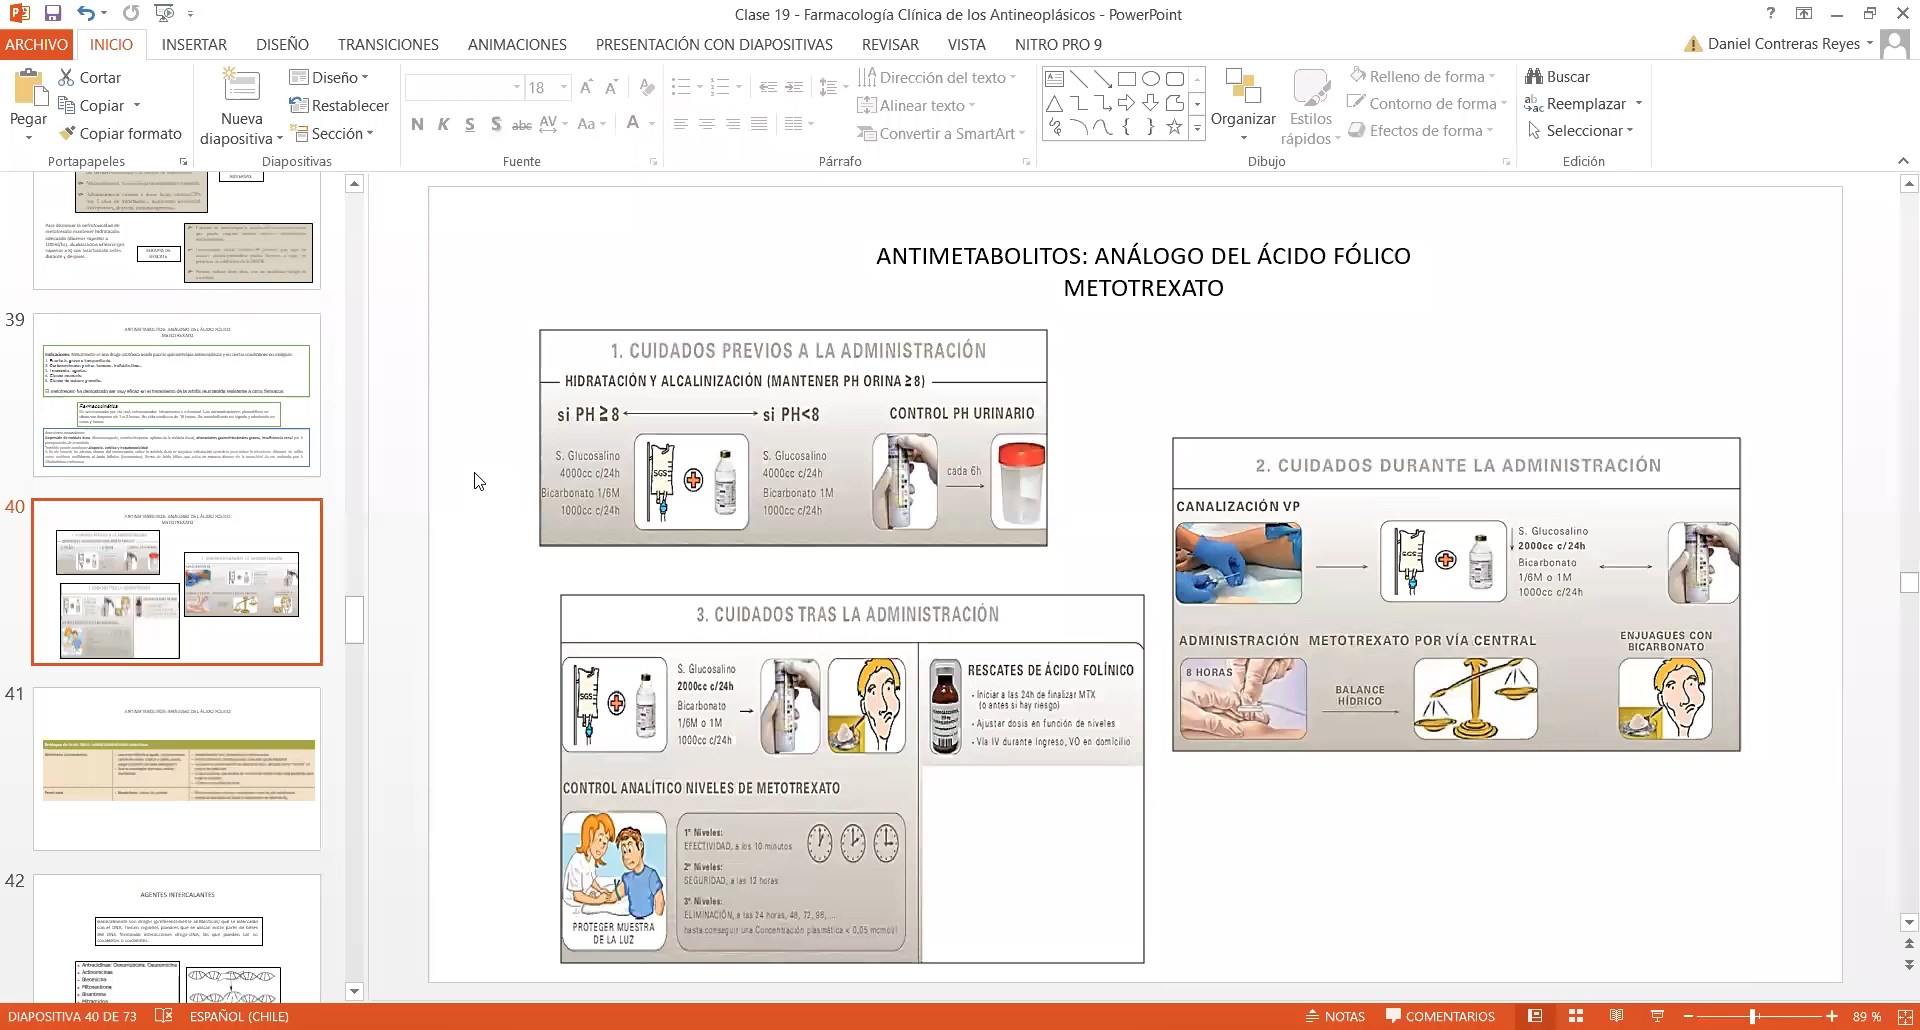 Clase 19 - Farmacología Clínica de los Antineoplásicos - PowerPoint
ARCHIVO INICIO INSERTAR DISEÑO TRANSICIONES ANIMACIONES PRESENTACIÓN CON DIAPOSITIVAS REVISAR VISTA NITRO PRO 9
Daniel Contreras Reyes
Pegar
Cortar
Copiar
Copiar formato
Portapapeles
Nueva
diapositiva
Diseño
Restablecer
Sección
Diapositivas
18
N K S S abc AV Aa A
Fuente
Dirección del texto
Alinear texto
Convertir a SmartArt
Párrafo
Organizar
Estilos
rápidos
Relleno de forma
Contorno de forma
Efectos de forma
Dibujo
Buscar
Reemplazar
Seleccionar
Edición
39
40
41
42
AGENTES INTERCALANTES
ANTIMETABOLITOS: ANÁLOGO DEL ÁCIDO FÓLICO
METOTREXATO
1. CUIDADOS PREVIOS A LA ADMINISTRACIÓN
HIDRATACIÓN Y ALCALINIZACIÓN (MANTENER PH ORINA ≥ 8)
si PH ≥ 8
si PH<8
CONTROL PH URINARIO
S. Glucosalino
4000cc c/24h
Bicarbonato 1/6M
1000cc c/24h
SGS
S. Glucosalino
4000cc c/24h
Bicarbonato 1M
1000cc c/24h
cada 6h
2. CUIDADOS DURANTE LA ADMINISTRACIÓN
CANALIZACIÓN VP
SGS
S. Glucosalino
2000cc c/24h
Bicarbonato
1/6M o 1M
1000cc c/24h
ADMINISTRACIÓN METOTREXATO POR VÍA CENTRAL
ENJUAGUES CON
BICARBONATO
8 HORAS
BALANCE
HÍDRICO
3. CUIDADOS TRAS LA ADMINISTRACIÓN
SGS
S. Glucosalino
2000cc c/24h
Bicarbonato
1/6M o 1M
1000cc c/24h
RESCATES DE ÁCIDO FOLÍNICO
- Iniciar a las 24h de finalizar MTX
(o antes si hay riesgo)
- Ajustar dosis en función de niveles
- Vía IV durante ingreso, VO en domicilio
CONTROL ANALÍTICO NIVELES DE METOTREXATO
PROTEGER MUESTRA
DE LA LUZ
1º Niveles:
EFECTIVIDAD, a los 10 minutos
2º Niveles:
SEGURIDAD, a las 12 horas
3º Niveles:
ELIMINACIÓN, a las 24 horas, 48, 72, 96, ...
hasta conseguir una Concentración plasmática < 0,05 mcmol/l
DIAPOSITIVA 40 DE 73
ESPAÑOL (CHILE)
NOTAS
COMENTARIOS
89 %